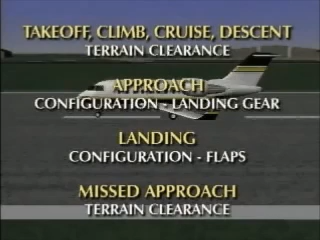 TAKEOFF, CLIMB, CRUISE, DESCENT
TERRAIN CLEARANCE
APPROACH
CONFIGURATION - LANDING GEAR
LANDING
CONFIGURATION - FLAPS
MISSED APPROACH
TERRAIN CLEARANCE